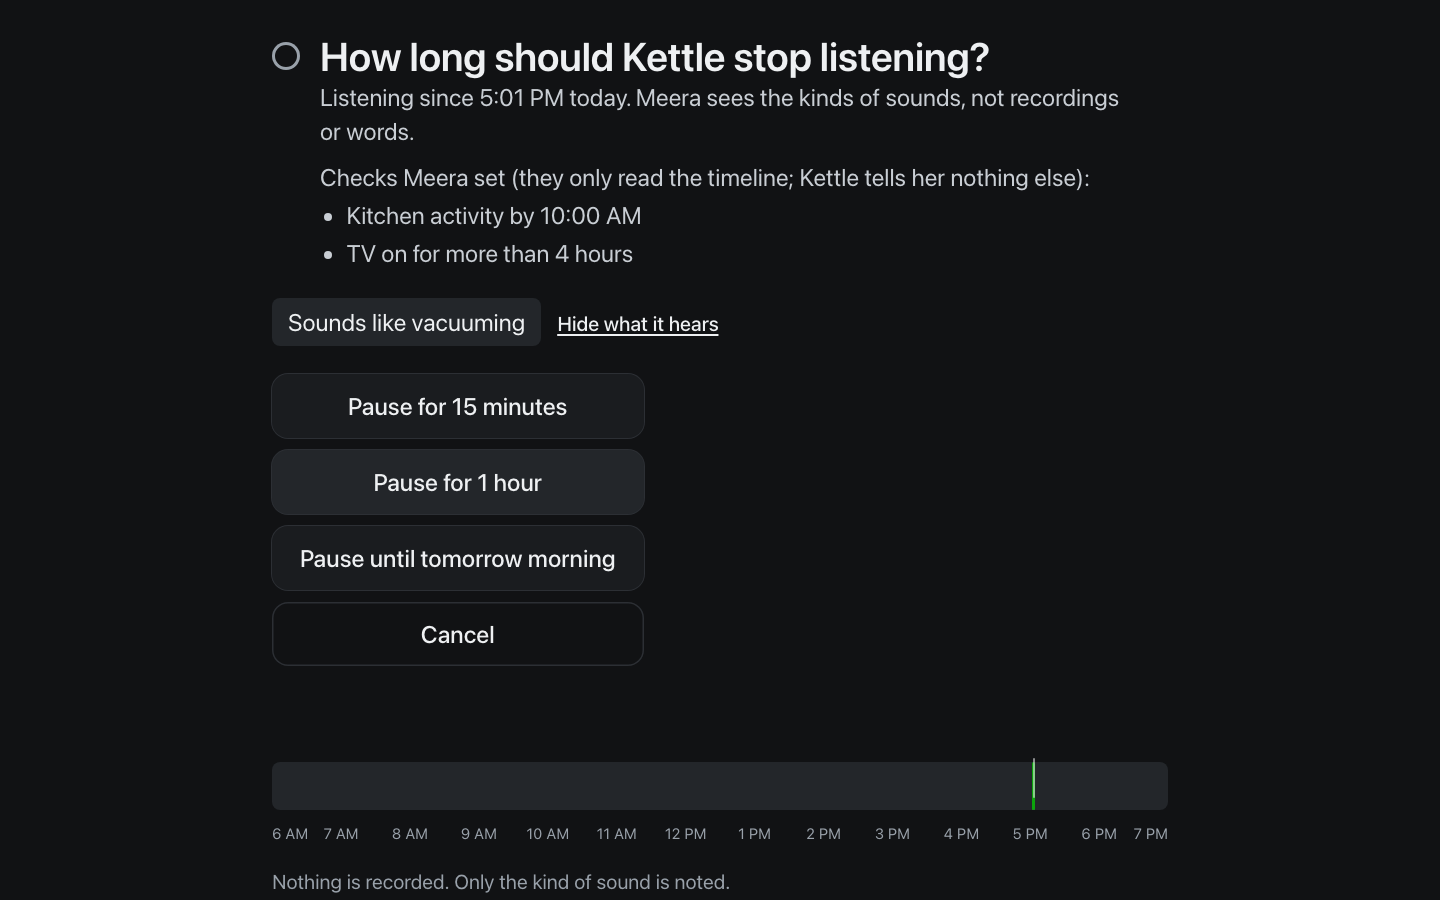 How long should Kettle stop listening?
Listening since 5:01 PM today. Meera sees the kinds of sounds, not recordings
or words.
Checks Meera set (they only read the timeline; Kettle tells her nothing else):
• Kitchen activity by 10:00 AM
• TV on for more than 4 hours
Sounds like vacuuming Hide what it hears
Pause for 15 minutes
Pause for 1 hour
Pause until tomorrow morning
Cancel
6 AM 7 AM 8 AM 9 AM 10 AM 11 AM 12 PM 1 PM 2 PM 3 PM 4 PM 5 PM 6 PM 7 PM
Nothing is recorded. Only the kind of sound is noted.